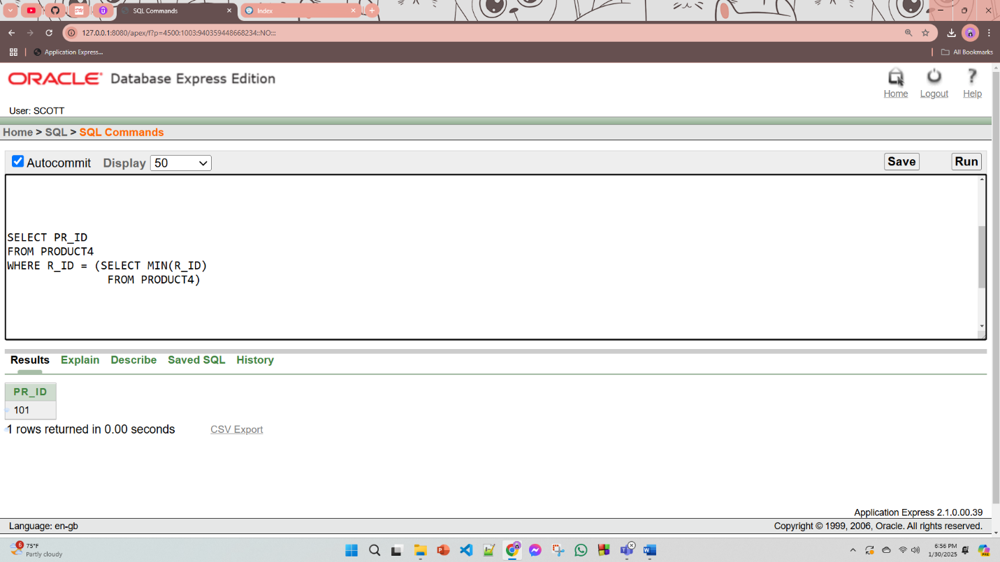 SQL Commands
Index
127.0.0.1:8080/apex/f?p=4500:1003:940359448668234::NO:::
Application Express...
All Bookmarks
ORACLE Database Express Edition
Home Logout Help
User: SCOTT
Home > SQL > SQL Commands
Autocommit Display 50 Save Run
SELECT PR_ID
FROM PRODUCT4
WHERE R_ID = (SELECT MIN(R_ID)
FROM PRODUCT4)
Results Explain Describe Saved SQL History
PR_ID
101
1 rows returned in 0.00 seconds CSV Export
Application Express 2.1.0.00.39
Language: en-gb Copyright © 1999, 2006, Oracle. All rights reserved.
6 75°F
Partly cloudy
6:56 PM
1/30/2025
PRE